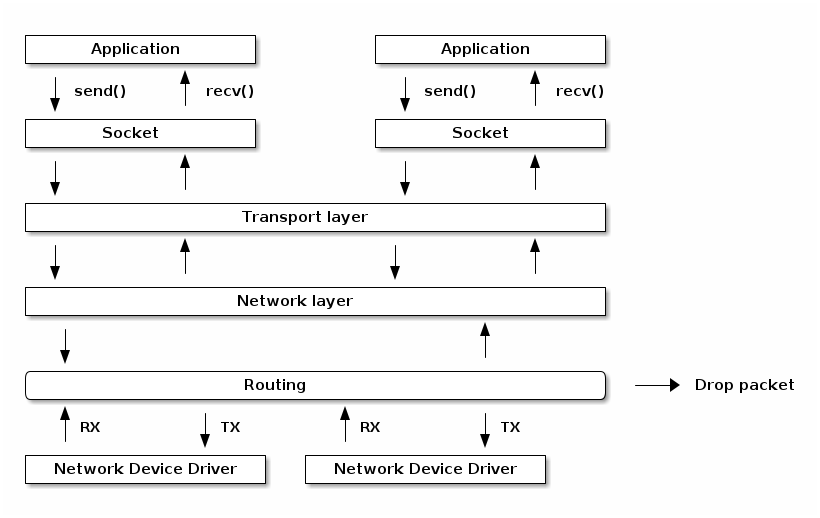 Application Application
send() recv() send() recv()
Socket Socket
Transport layer
Network layer
Routing Drop packet
RX TX RX TX
Network Device Driver Network Device Driver